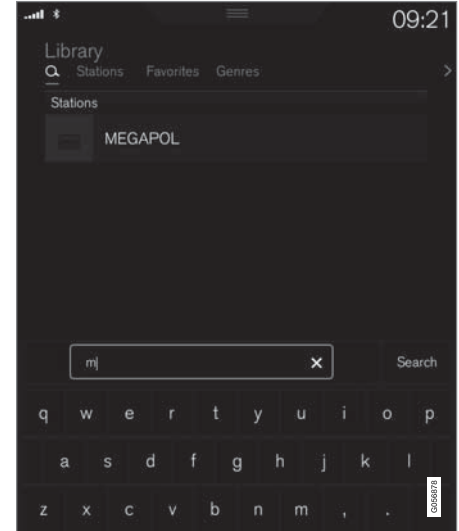 09:21
Library
Stations Favorites Genres
Stations
MEGAPOL
m
Search
q w e r t y u i o p
a s d f g h j k l
z x c v b n m , .
G056878